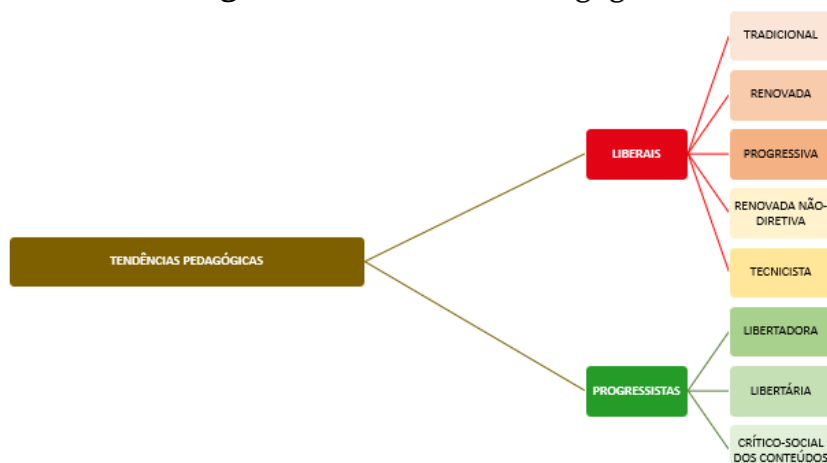 TRADICIONAL
RENOVADA
LIBERAIS
PROGRESSIVA
RENOVADA NÃO-
DIRETIVA
TENDÊNCIAS PEDAGÓGICAS
TECNICISTA
LIBERTADORA
PROGRESSISTAS
LIBERTÁRIA
CRÍTICO-SOCIAL
DOS CONTEÚDOS